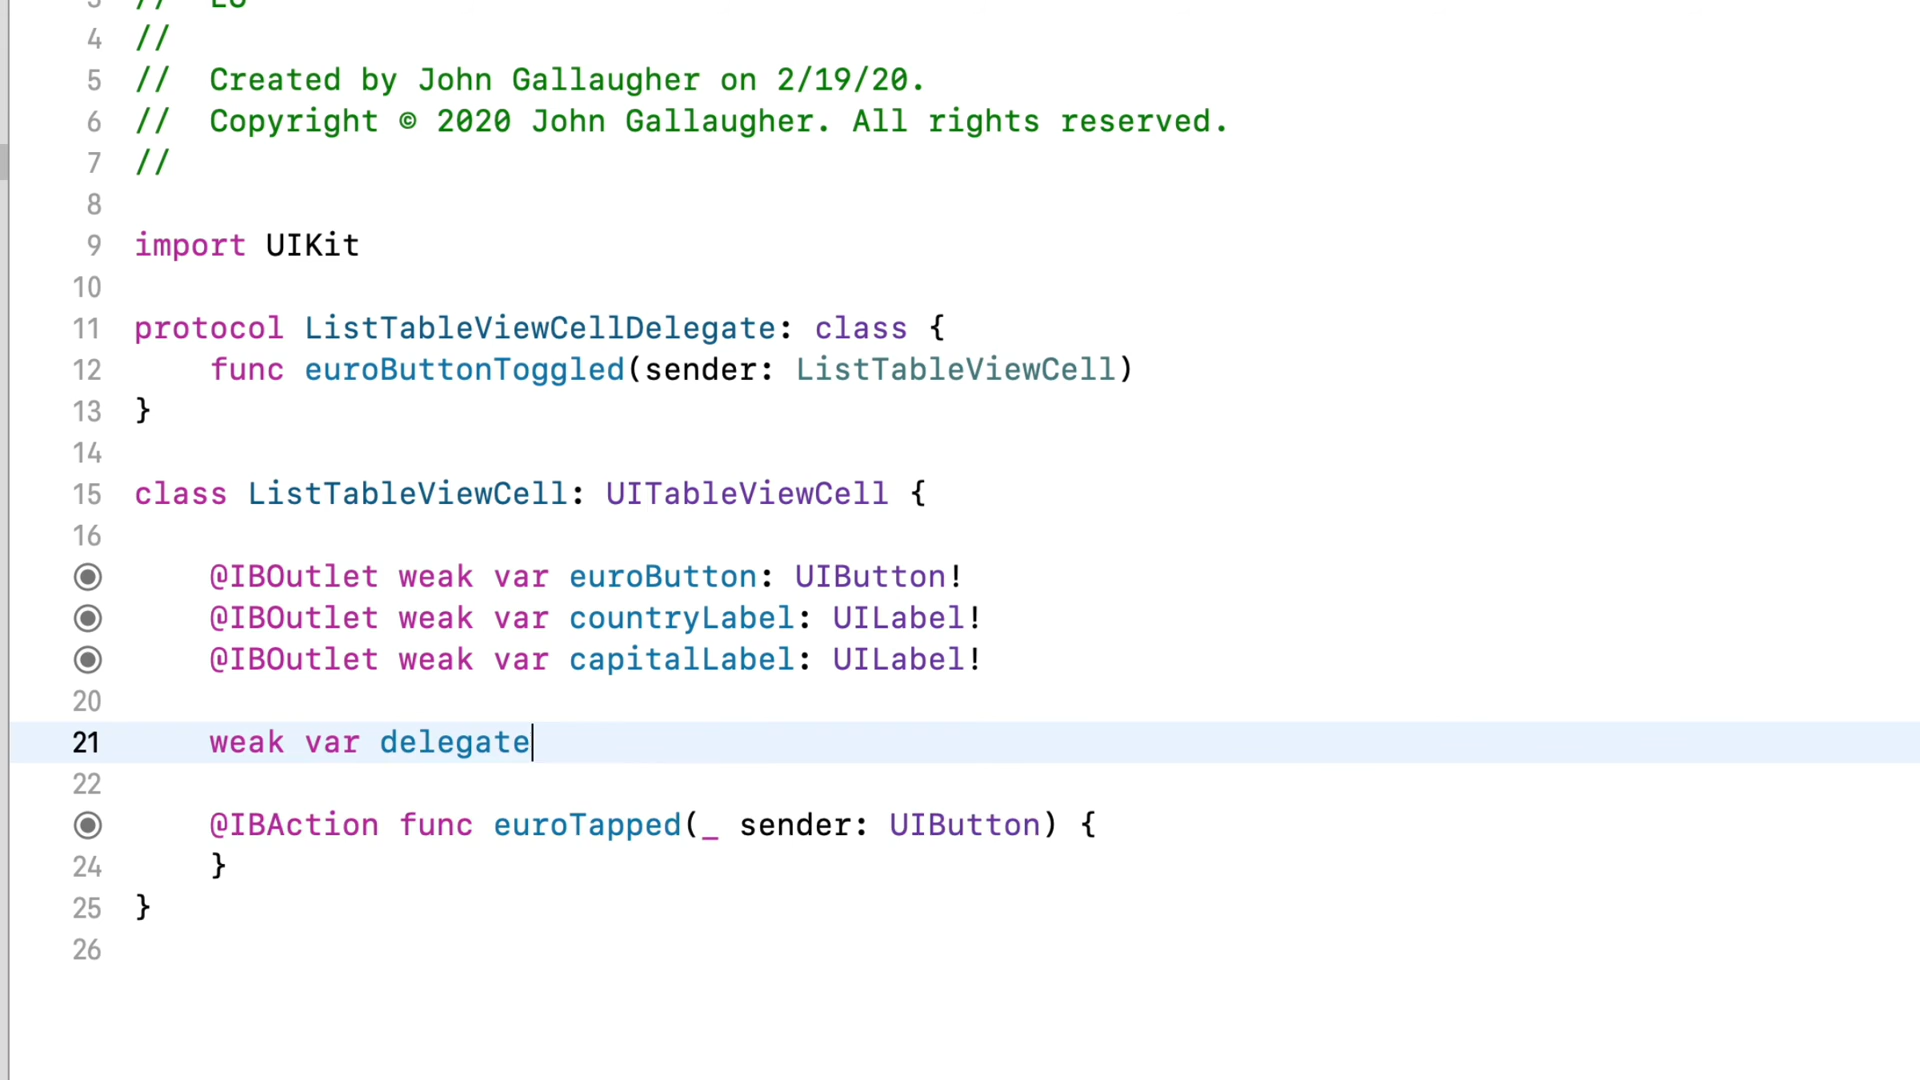 3 // EU
4 //
5 // Created by John Gallaugher on 2/19/20.
6 // Copyright © 2020 John Gallaugher. All rights reserved.
7 //
8
9 import UIKit
10
11 protocol ListTableViewCellDelegate: class {
12 func euroButtonToggled(sender: ListTableViewCell)
13 }
14
15 class ListTableViewCell: UITableViewCell {
16
@IBOutlet weak var euroButton: UIButton!
@IBOutlet weak var countryLabel: UILabel!
@IBOutlet weak var capitalLabel: UILabel!
20
21 weak var delegate
22
@IBAction func euroTapped(_ sender: UIButton) {
24 }
25 }
26